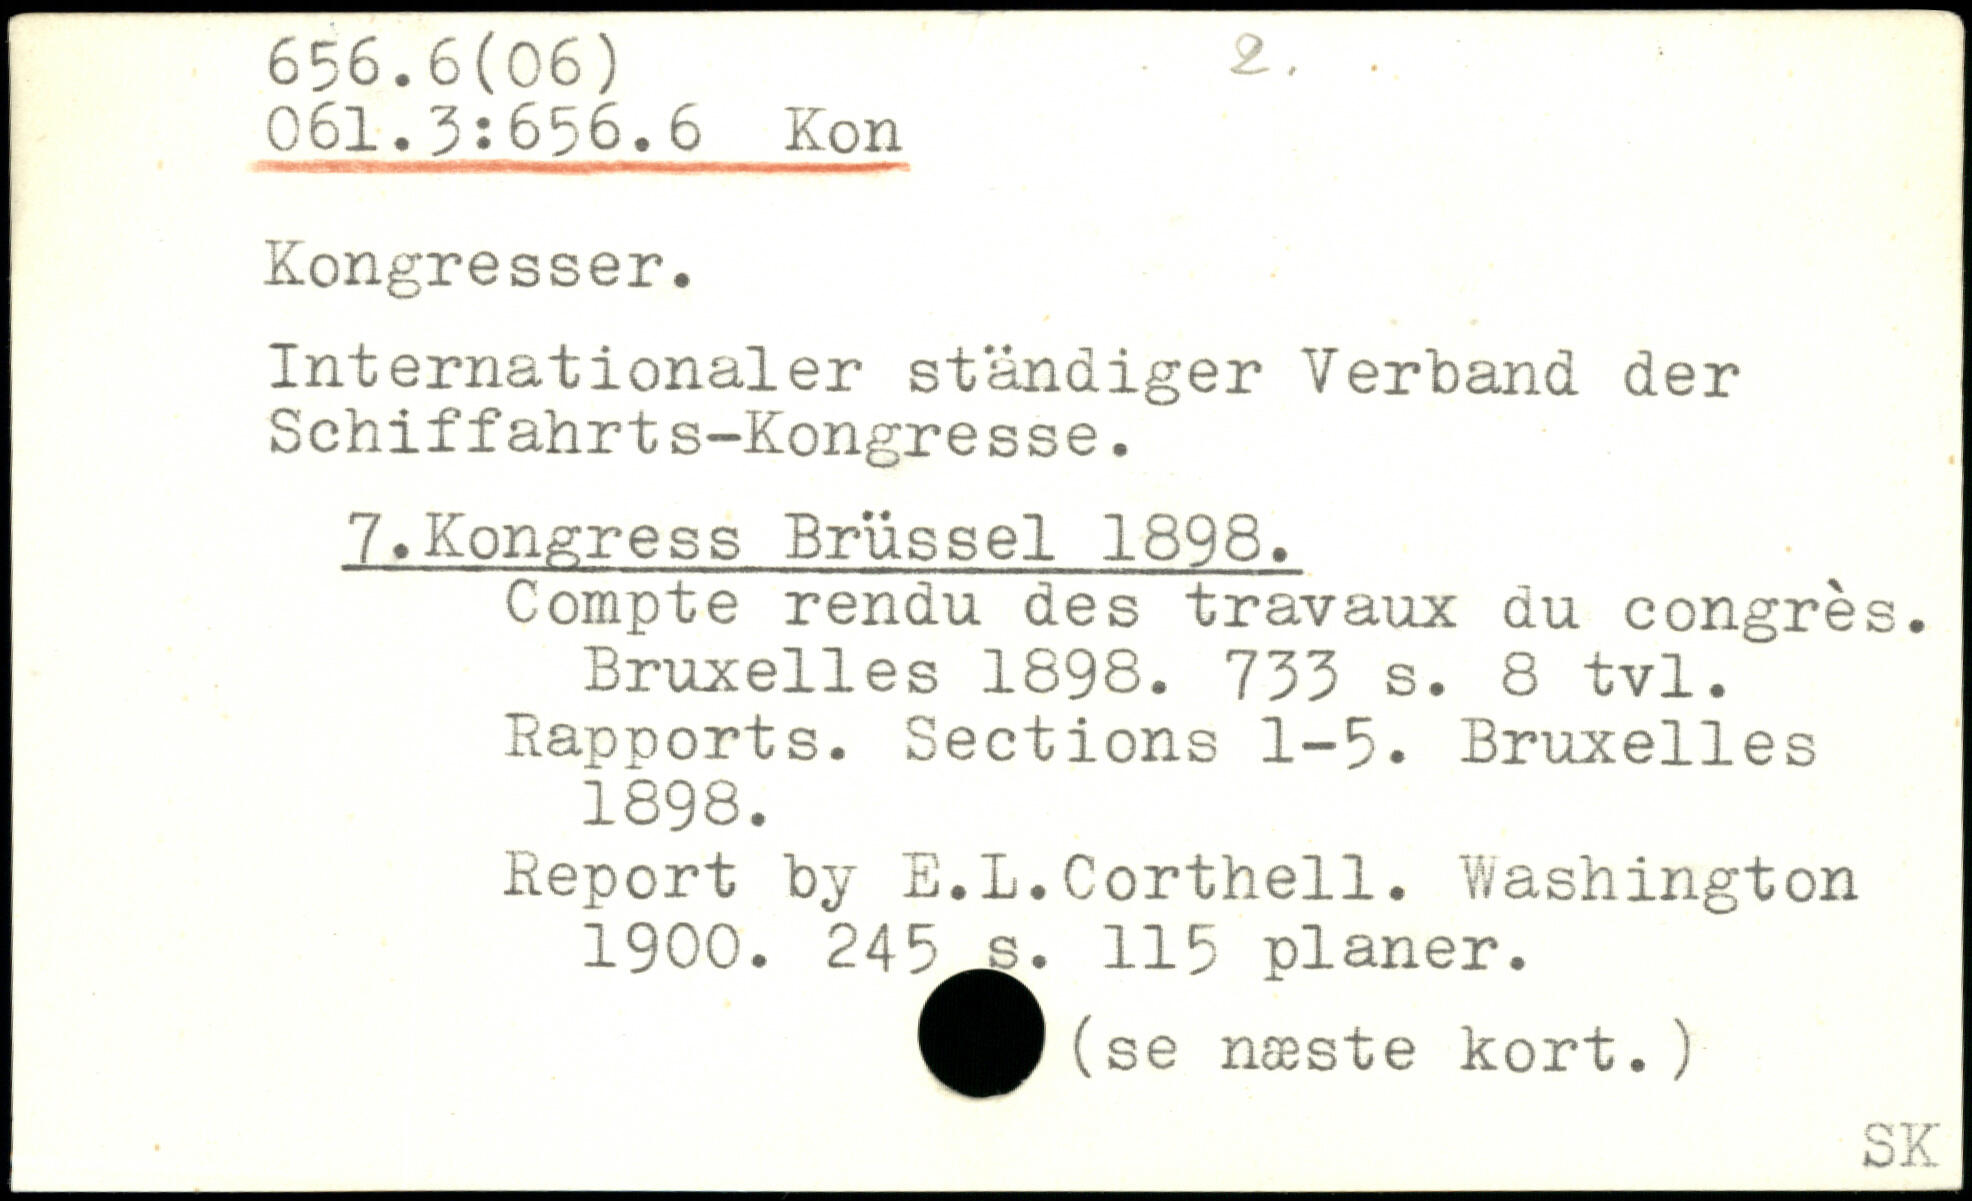 656.6(06) 2.
061.3:656.6 Kon
Kongresser.
Internationaler ständiger Verband der
Schiffahrts-Kongresse.
7.Kongress Brüssel 1898.
Compte rendu des travaux du congrès.
Bruxelles 1898. 733 s. 8 tvl.
Rapports. Sections 1-5. Bruxelles
1898.
Report by E.L.Corthell. Washington
1900. 245 s. 115 planer.
(se næste kort.)
SK